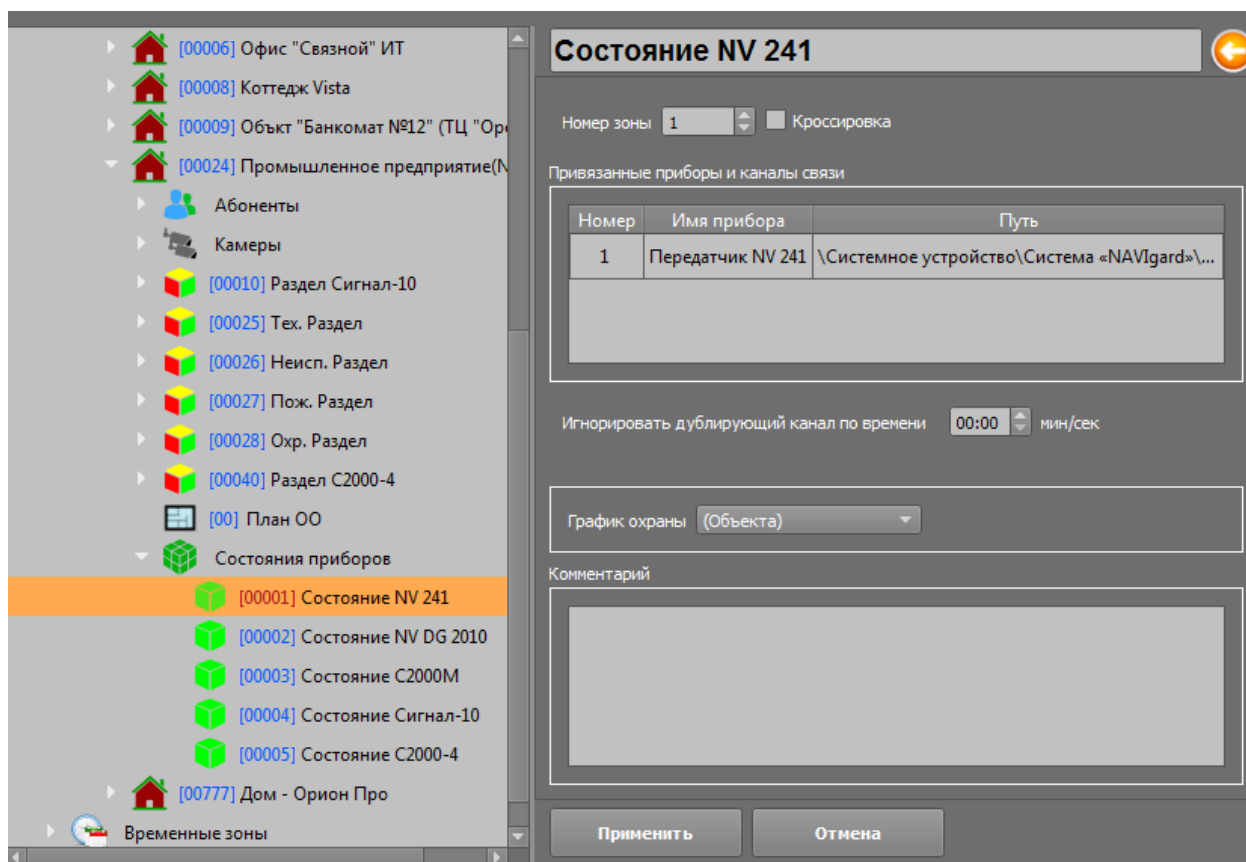 [00006] Офис "Связной" ИТ
[00008] Коттедж Vista
[00009] Объкт "Банкомат №12" (ТЦ "Оре
[00024] Промышленное предприятие(N
Абоненты
Камеры
[00010] Раздел Сигнал-10
[00025] Тех. Раздел
[00026] Неисп. Раздел
[00027] Пож. Раздел
[00028] Охр. Раздел
[00040] Раздел С2000-4
[00] План ОО
Состояния приборов
[00001] Состояние NV 241
[00002] Состояние NV DG 2010
[00003] Состояние С2000М
[00004] Состояние Сигнал-10
[00005] Состояние С2000-4
[00777] Дом - Орион Про
Временные зоны
Состояние NV 241
Номер зоны 1 Кроссировка
Привязанные приборы и каналы связи
Номер Имя прибора Путь
1 Передатчик NV 241 \Системное устройство\Система «NAVIgard»\...
Игнорировать дублирующий канал по времени 00:00 мин/сек
График охраны (Объекта)
Комментарий
Применить Отмена